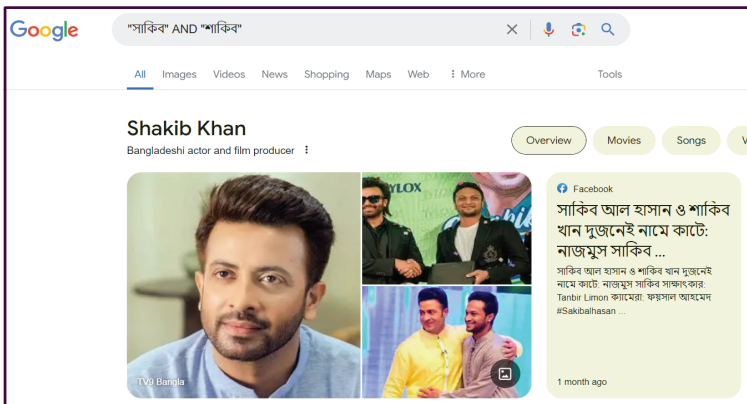 Google
"সাকিব" AND "শাকিব"
All Images Videos News Shopping Maps Web More Tools
Shakib Khan
Bangladeshi actor and film producer
Overview Movies Songs
TV9 Bangla
Facebook
সাকিব আল হাসান ও শাকিব
খান দুজনেই নামে কাটে:
নাজমুস সাকিব ...
সাকিব আল হাসান ও শাকিব খান দুজনেই
নামে কাটে: নাজমুস সাকিব সাক্ষাৎকার:
Tanbir Limon ক্যামেরা: ফয়সাল আহমেদ
#Sakibalhasan ...
1 month ago